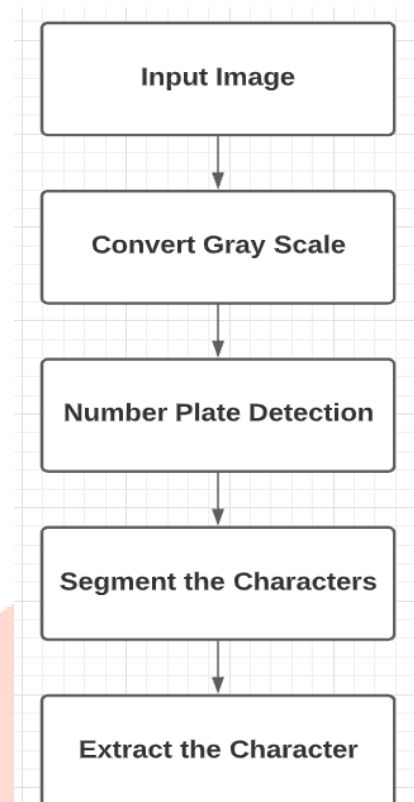 Input Image
Convert Gray Scale
Number Plate Detection
Segment the Characters
Extract the Character